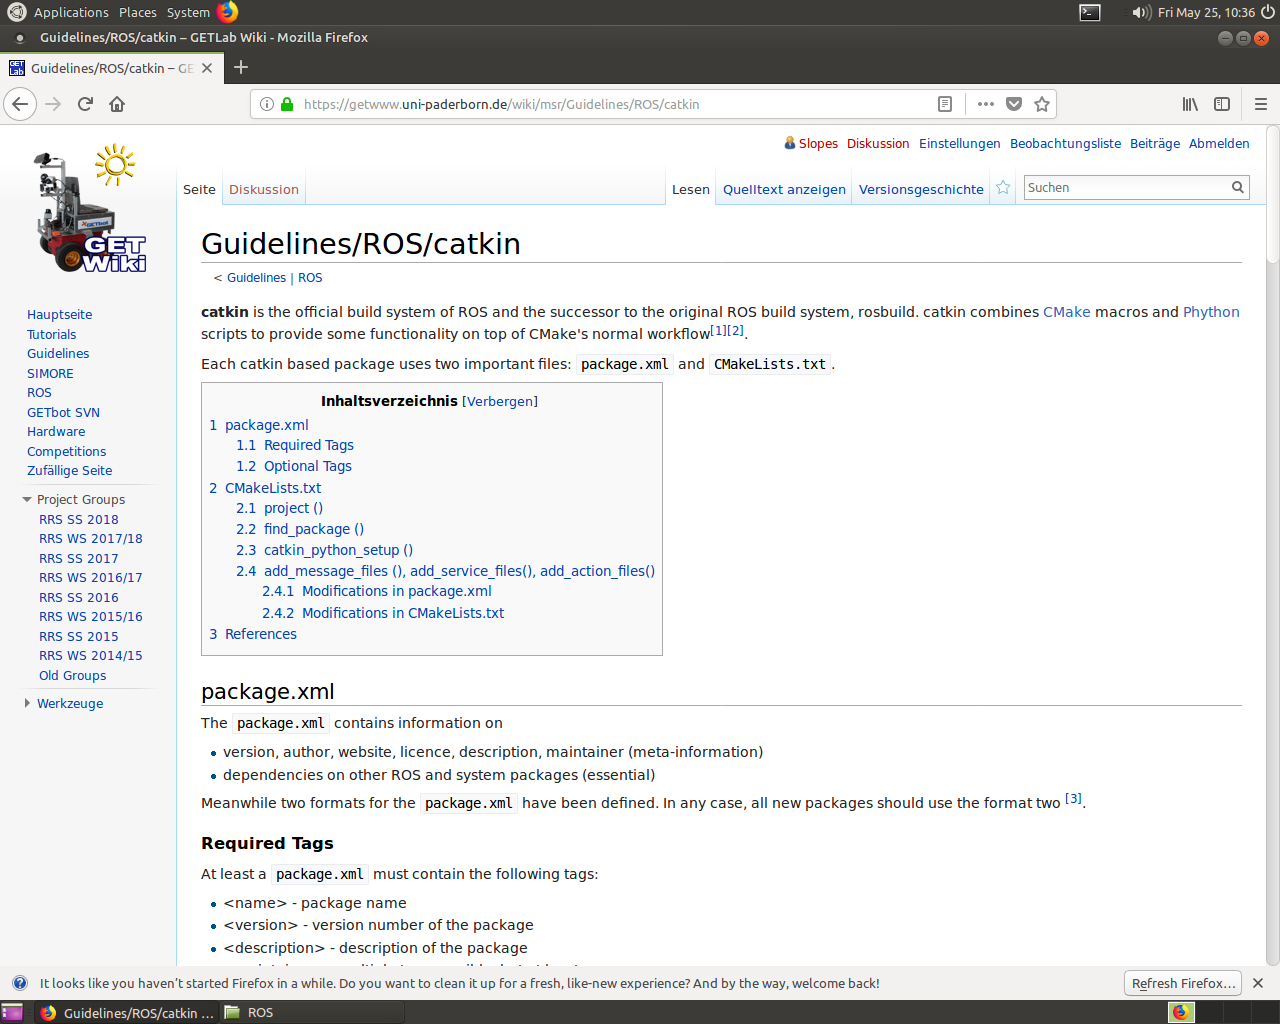 Applications Places System Fri May 25, 10:36
Guidelines/ROS/catkin – GETLab Wiki - Mozilla Firefox
GET Lab Guidelines/ROS/catkin – GE
https://getwww.uni-paderborn.de/wiki/msr/Guidelines/ROS/catkin
Slopes Diskussion Einstellungen Beobachtungsliste Beiträge Abmelden
Seite Diskussion Lesen Quelltext anzeigen Versionsgeschichte Suchen
GETbot
GET
Wiki
Hauptseite
Tutorials
Guidelines
SIMORE
ROS
GETbot SVN
Hardware
Competitions
Zufällige Seite
Project Groups
RRS SS 2018
RRS WS 2017/18
RRS SS 2017
RRS WS 2016/17
RRS SS 2016
RRS WS 2015/16
RRS SS 2015
RRS WS 2014/15
Old Groups
Werkzeuge
Guidelines/ROS/catkin
< Guidelines | ROS
catkin is the official build system of ROS and the successor to the original ROS build system, rosbuild. catkin combines CMake macros and Phython
scripts to provide some functionality on top of CMake's normal workflow[1][2].
Each catkin based package uses two important files: package.xml and CMakeLists.txt.
Inhaltsverzeichnis [Verbergen]
1 package.xml
1.1 Required Tags
1.2 Optional Tags
2 CMakeLists.txt
2.1 project ()
2.2 find_package ()
2.3 catkin_python_setup ()
2.4 add_message_files (), add_service_files(), add_action_files()
2.4.1 Modifications in package.xml
2.4.2 Modifications in CMakeLists.txt
3 References
package.xml
The package.xml contains information on
• version, author, website, licence, description, maintainer (meta-information)
• dependencies on other ROS and system packages (essential)
Meanwhile two formats for the package.xml have been defined. In any case, all new packages should use the format two [3].
Required Tags
At least a package.xml must contain the following tags:
• <name> - package name
• <version> - version number of the package
• <description> - description of the package
It looks like you haven't started Firefox in a while. Do you want to clean it up for a fresh, like-new experience? And by the way, welcome back! Refresh Firefox…
Guidelines/ROS/catkin … ROS